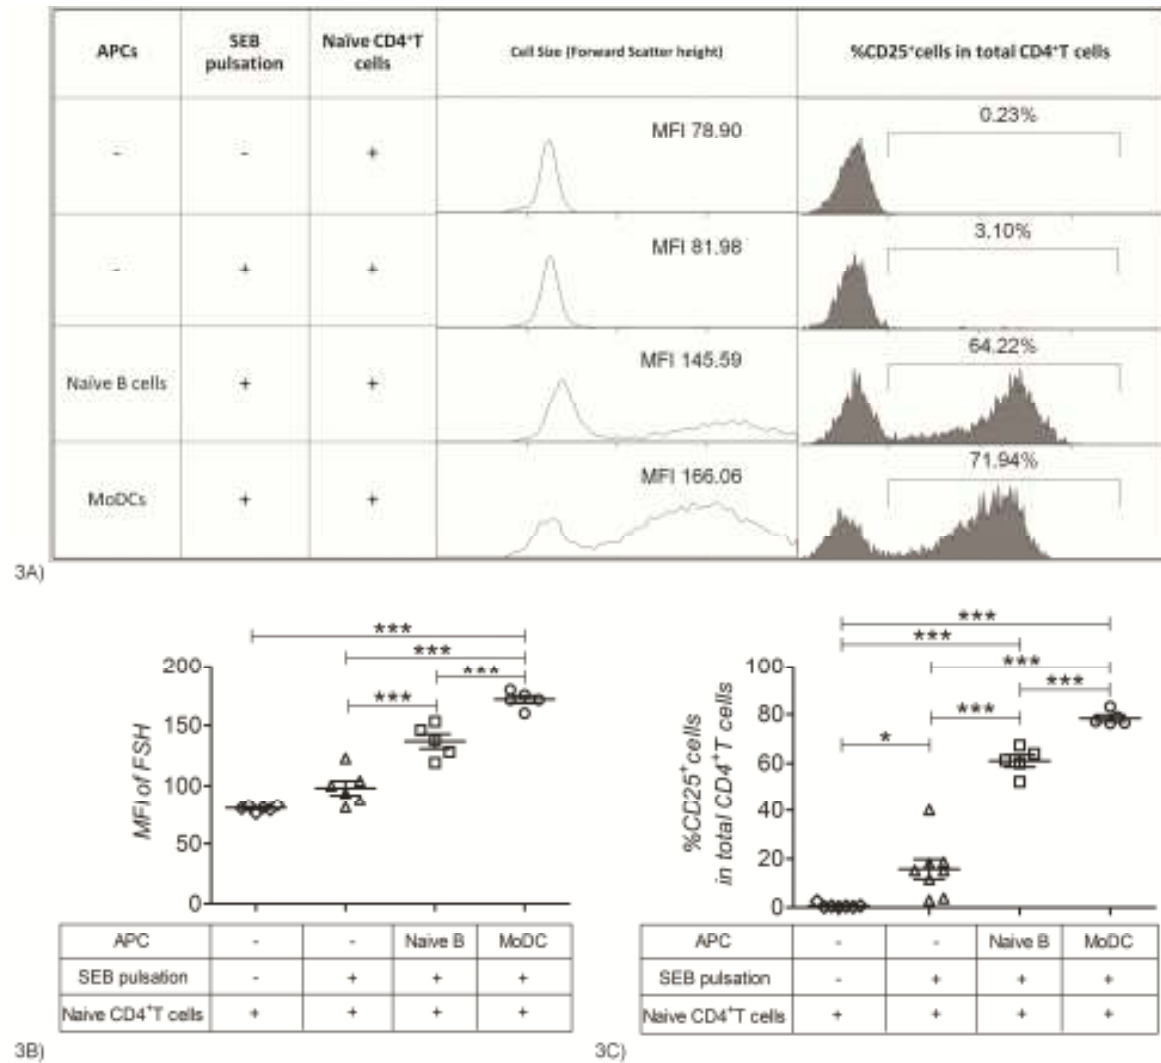 APCs SEB pulsation Naïve CD4⁺T cells Cell Size (Forward Scatter height) %CD25⁺cells in total CD4⁺T cells
- - + MFI 78.90 0.23%
- + + MFI 81.98 3.10%
Naïve B cells + + MFI 145.59 64.22%
MoDCs + + MFI 166.06 71.94%
3A)
***
***
***
***
200
150
100
50
0
MFI of FSH
APC - - Naive B MoDC
SEB pulsation - + + +
Naive CD4⁺T cells + + + +
3B)
***
***
***
***
***
*
100
80
60
40
20
0
%CD25⁺cells
in total CD4⁺T cells
APC - - Naive B MoDC
SEB pulsation - + + +
Naive CD4⁺T cells + + + +
3C)